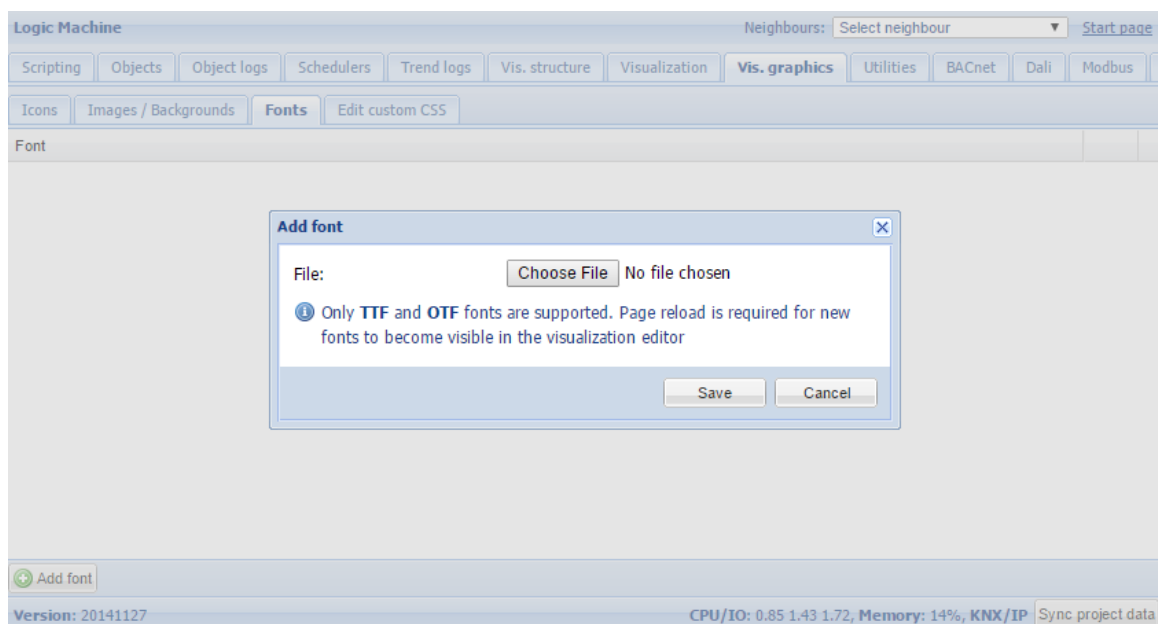 Logic Machine Neighbours: Select neighbour Start page
Scripting Objects Object logs Schedulers Trend logs Vis. structure Visualization Vis. graphics Utilities BACnet Dali Modbus
Icons Images / Backgrounds Fonts Edit custom CSS
Font
Add font
File: Choose File No file chosen
Only TTF and OTF fonts are supported. Page reload is required for new
fonts to become visible in the visualization editor
Save Cancel
Add font
Version: 20141127 CPU/IO: 0.85 1.43 1.72, Memory: 14%, KNX/IP Sync project data